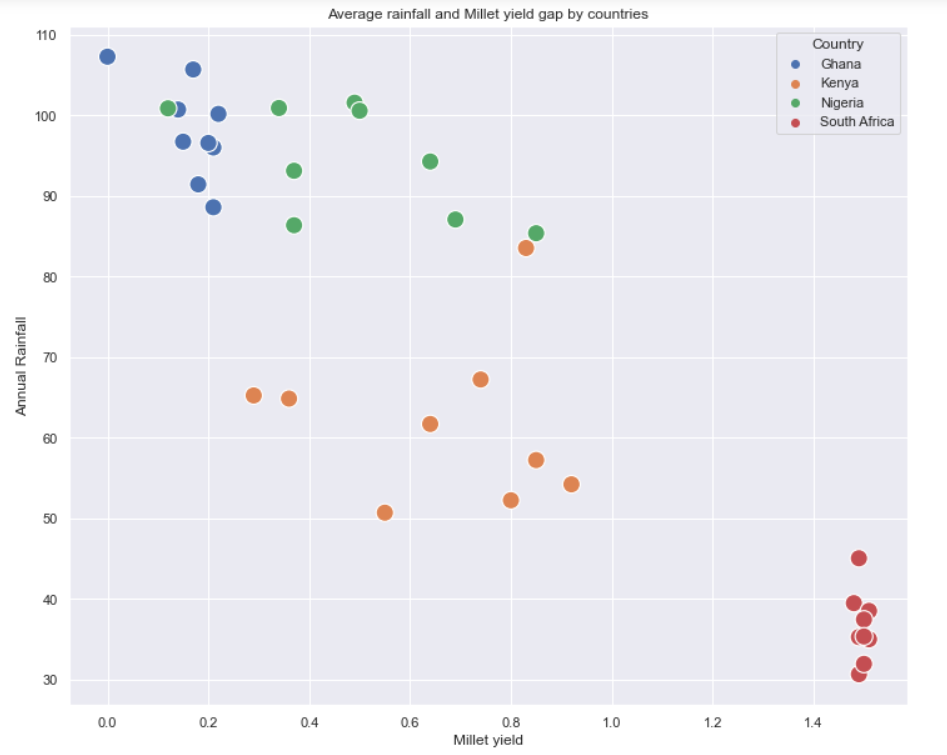 Average rainfall and Millet yield gap by countries
Country
Ghana
Kenya
Nigeria
South Africa
110
100
90
80
70
60
50
40
30
Annual Rainfall
0.0 0.2 0.4 0.6 0.8 1.0 1.2 1.4
Millet yield